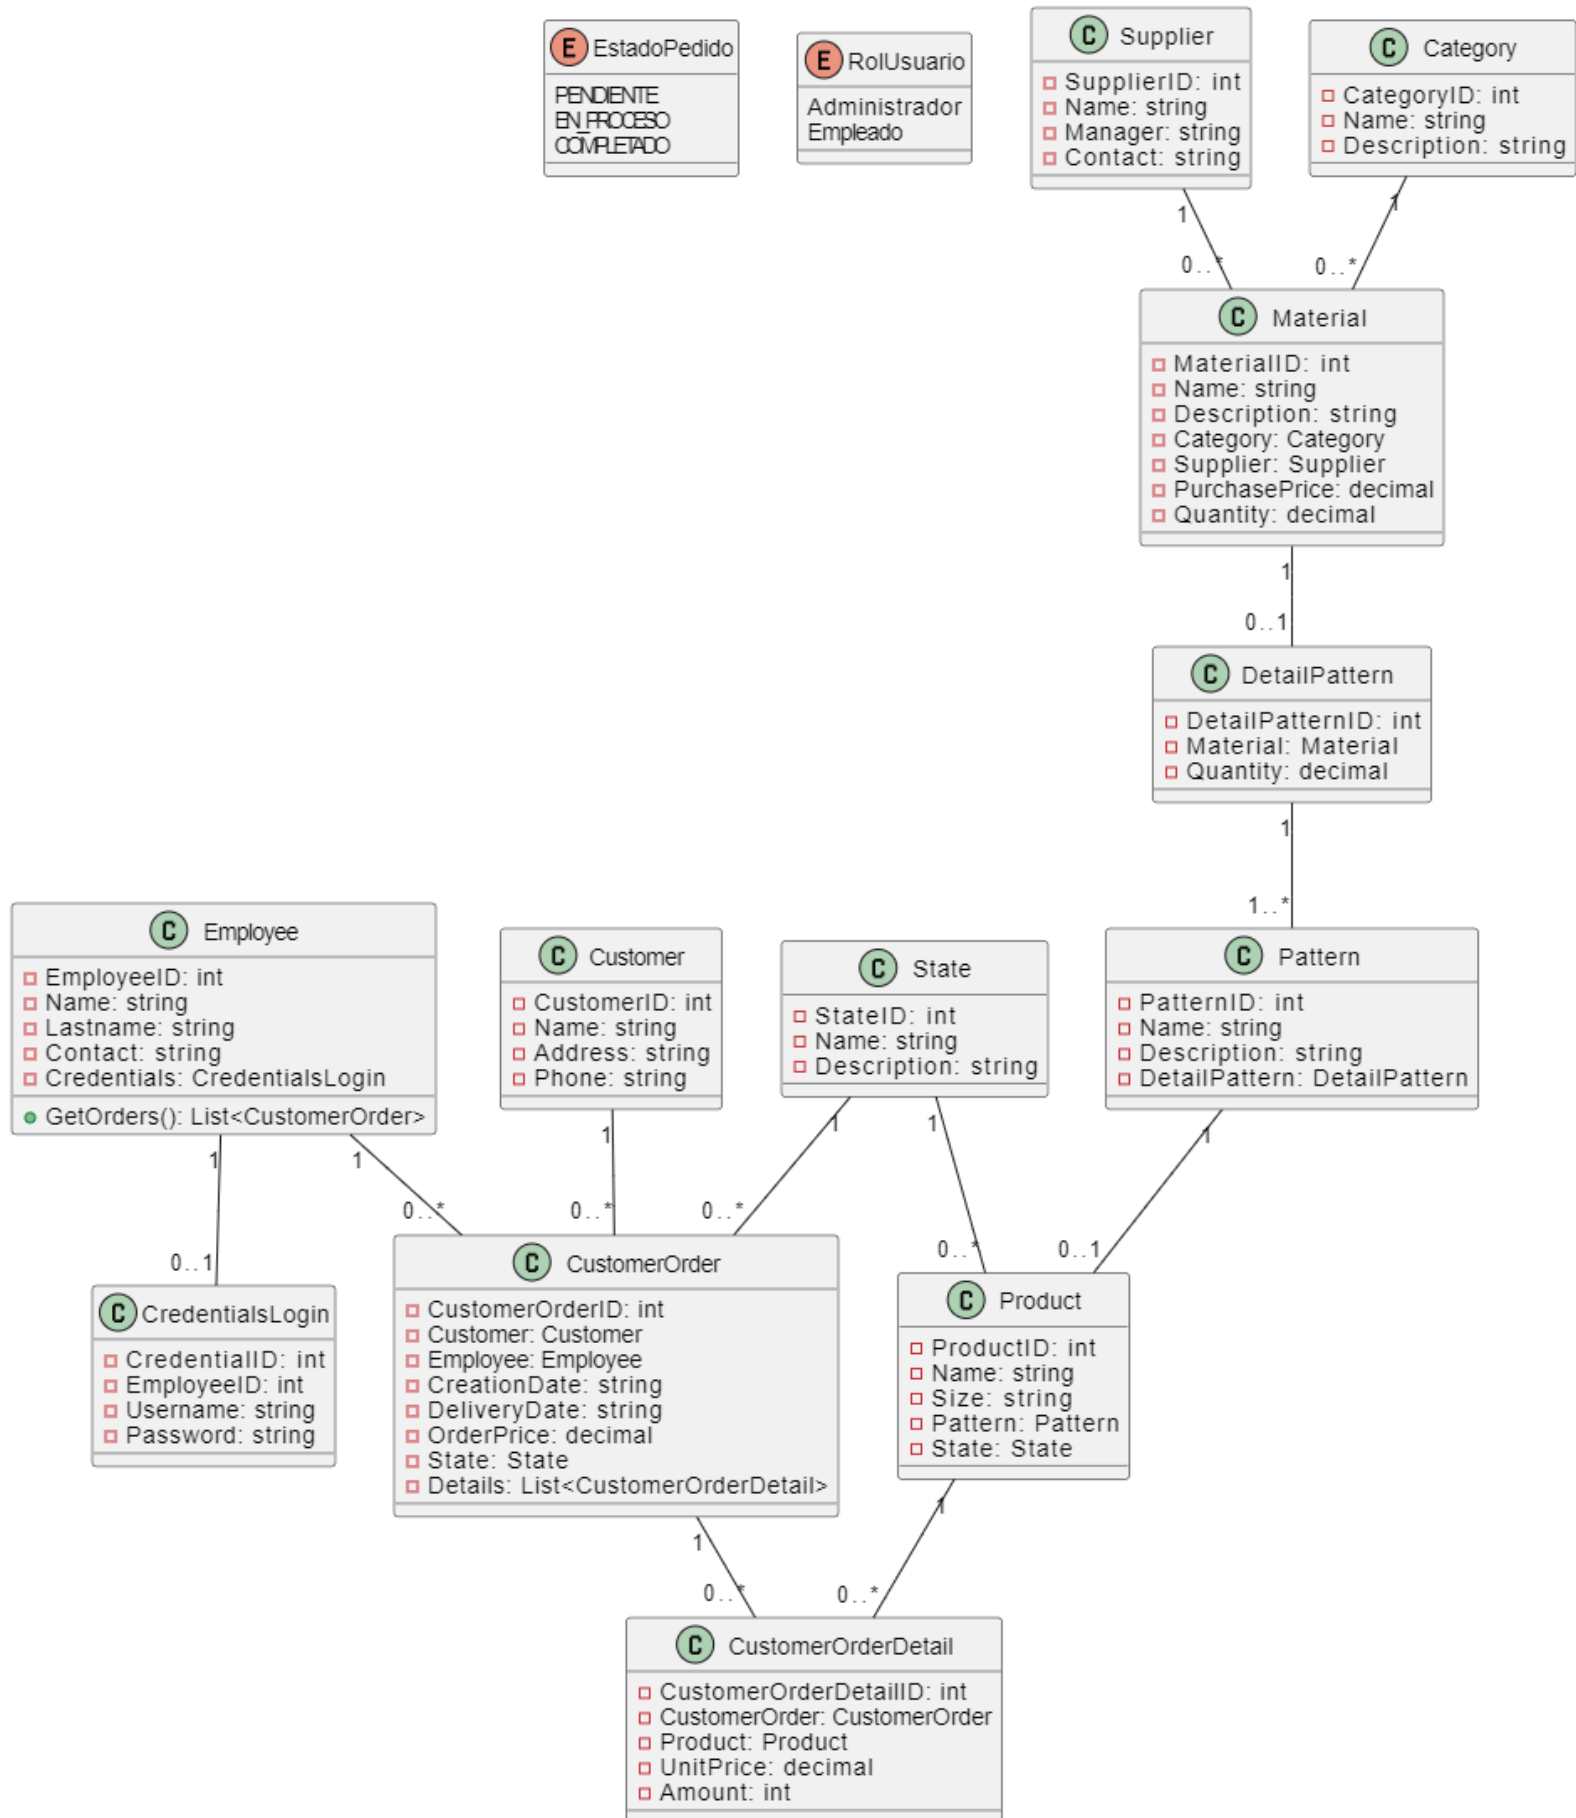 E EstadoPedido
PENDIENTE
EN_PROCESO
COMPLETADO
E RolUsuario
Administrador
Empleado
C Supplier
SupplierID: int
Name: string
Manager: string
Contact: string
C Category
CategoryID: int
Name: string
Description: string
1
1
0..*
0..*
C Material
MaterialID: int
Name: string
Description: string
Category: Category
Supplier: Supplier
PurchasePrice: decimal
Quantity: decimal
1
0..1
C DetailPattern
DetailPatternID: int
Material: Material
Quantity: decimal
1
1..*
C Employee
EmployeeID: int
Name: string
Lastname: string
Contact: string
Credentials: CredentialsLogin
GetOrders(): List<CustomerOrder>
C Customer
CustomerID: int
Name: string
Address: string
Phone: string
C State
StateID: int
Name: string
Description: string
C Pattern
PatternID: int
Name: string
Description: string
DetailPattern: DetailPattern
1
1
1
1
1
1
0..1
0..*
0..*
0..*
0..*
0..1
C CredentialsLogin
CredentialID: int
EmployeeID: int
Username: string
Password: string
C CustomerOrder
CustomerOrderID: int
Customer: Customer
Employee: Employee
CreationDate: string
DeliveryDate: string
OrderPrice: decimal
State: State
Details: List<CustomerOrderDetail>
C Product
ProductID: int
Name: string
Size: string
Pattern: Pattern
State: State
1
1
0..*
0..*
C CustomerOrderDetail
CustomerOrderDetailID: int
CustomerOrder: CustomerOrder
Product: Product
UnitPrice: decimal
Amount: int